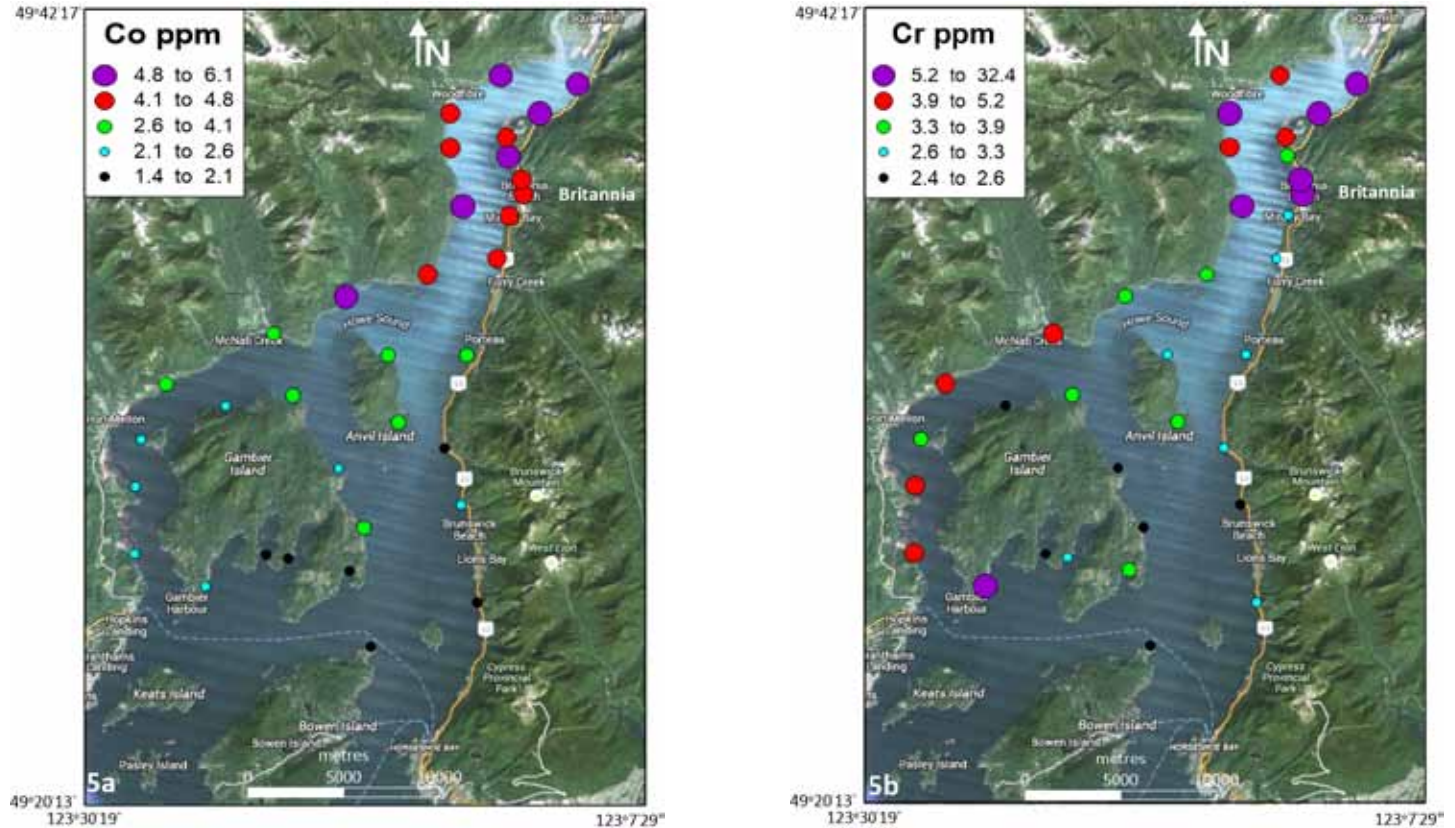 49°42'17
Co ppm
4.8 to 6.1
4.1 to 4.8
2.6 to 4.1
2.1 to 2.6
1.4 to 2.1
N
Squamish
Woodfibre
Britannia
Furry Creek
Howe Sound
McNab Creek
Porteau
Anvil Island
Gambier
Island
Brunswick
Mountain
Brunswick
Beach
West Lion
Lions Bay
Gambier
Harbour
Hopkins
Landing
Keats Island
Cypress
Provincial
Park
Bowen Island
Bowen Island
HORSESHOE BAY
Pasley Island
metres
0 5000 10000
5a
49°20'13
123°30'19"
123°7'29"
49°42'17
Cr ppm
5.2 to 32.4
3.9 to 5.2
3.3 to 3.9
2.6 to 3.3
2.4 to 2.6
N
Squamish
Britannia
Furry Creek
Howe Sound
Porteau
Anvil Island
Gambier
Island
Brunswick
Mountain
Brunswick
Beach
West Lion
Lions Bay
Harbour
Hopkins
Landing
Keats Island
Cypress
Provincial
Park
Bowen Island
Bowen Island
HORSESHOE BAY
Pasley Island
metres
0 5000 10000
5b
49°20'13
123°30'19"
123°7'29"